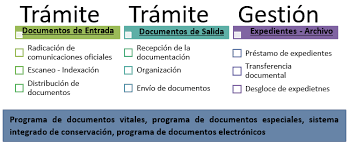 Trámite
Documentos de Entrada
Radicación de
comunicaciones oficiales
Escaneo - Indexación
Distribución de
documentos
Trámite
Documentos de Salida
Recepción de la
documentación
Organización
Envío de documentos
Gestión
Expedientes - Archivo
Préstamo de expedientes
Transferencia
documental
Desgloce de expedietnes
Programa de documentos vitales, programa de documentos especiales, sistema
integrado de conservación, programa de documentos electrónicos